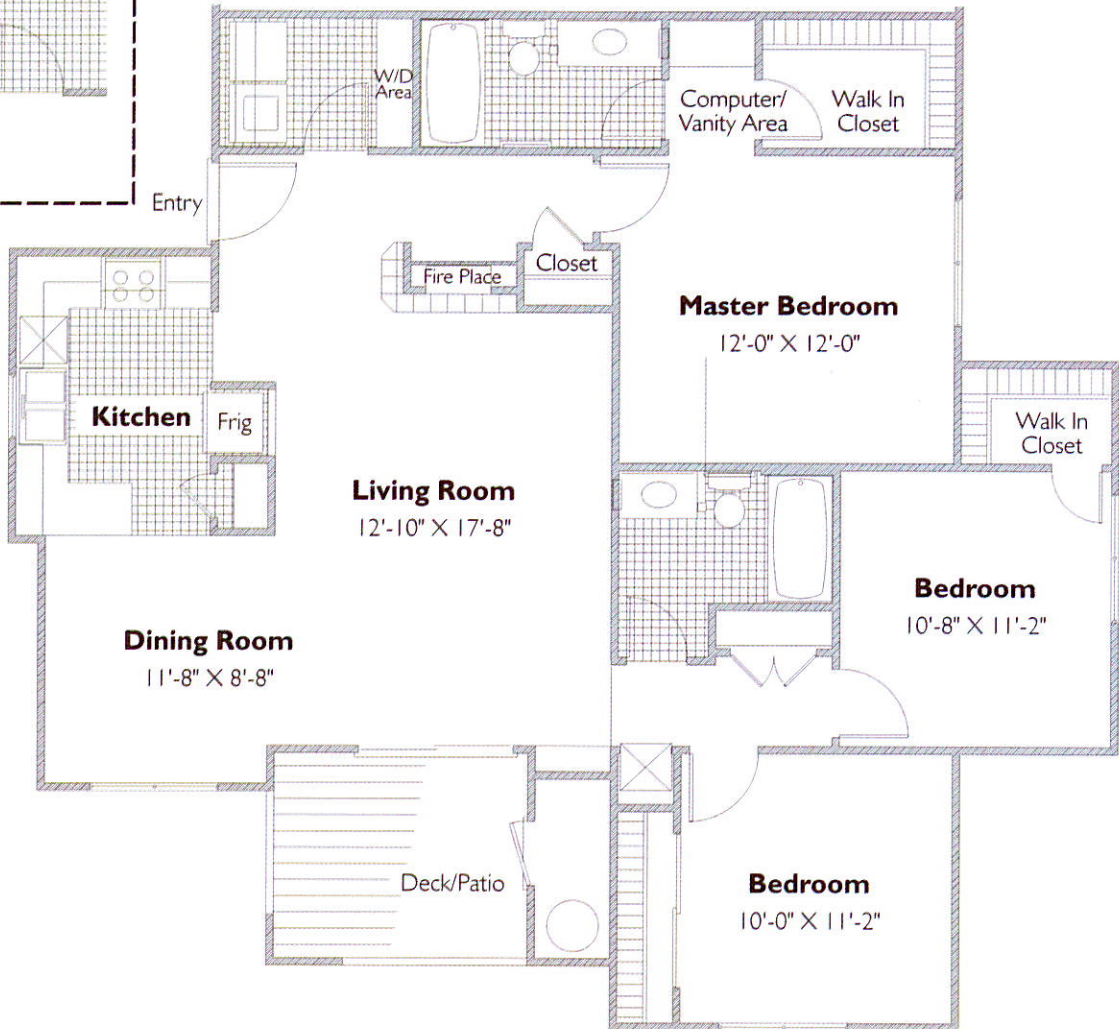 W/D
Area
Computer/
Vanity Area
Walk In
Closet
Entry
Fire Place
Closet
Master Bedroom
12'-0" X 12'-0"
Kitchen
Frig
Walk In
Closet
Living Room
12'-10" X 17'-8"
Bedroom
10'-8" X 11'-2"
Dining Room
11'-8" X 8'-8"
Deck/Patio
Bedroom
10'-0" X 11'-2"